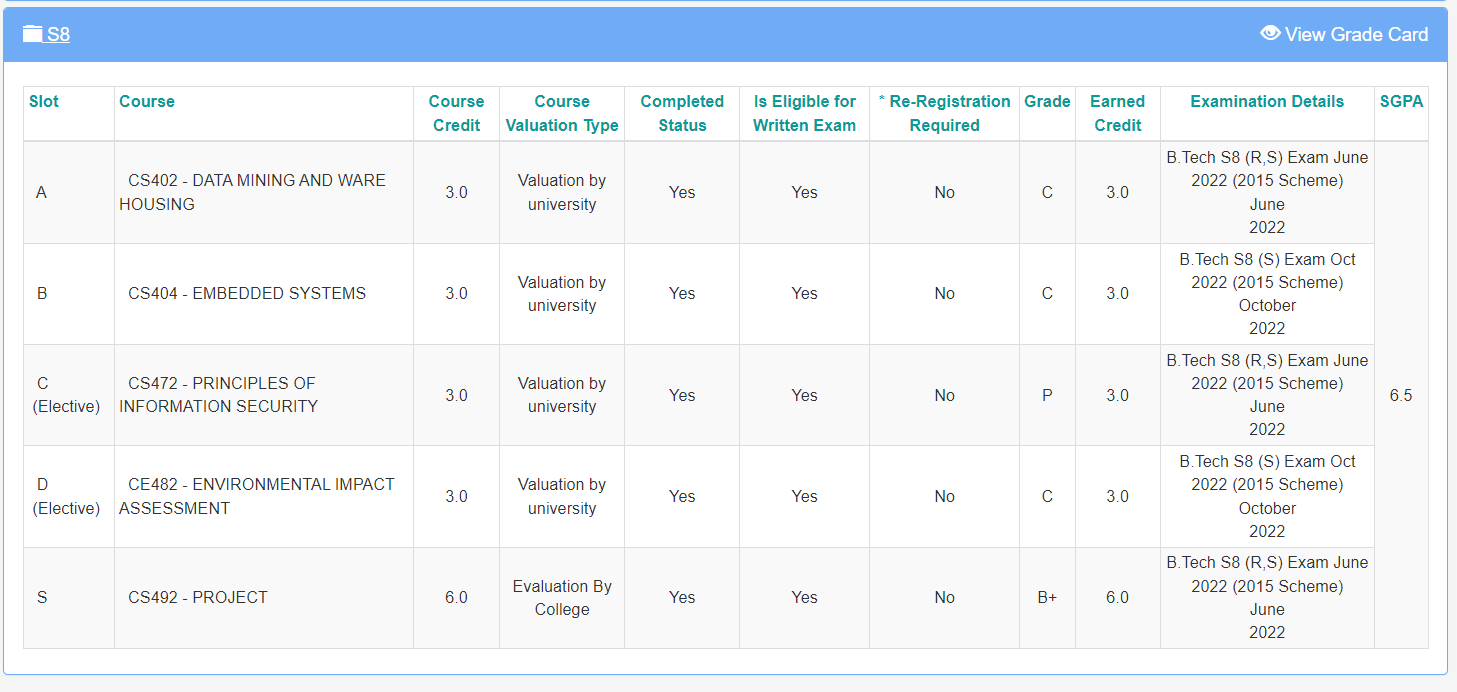 S8
View Grade Card
Slot Course Course Credit Course Valuation Type Completed Status Is Eligible for Written Exam * Re-Registration Required Grade Earned Credit Examination Details SGPA
A CS402 - DATA MINING AND WARE HOUSING 3.0 Valuation by university Yes Yes No C 3.0 B.Tech S8 (R,S) Exam June 2022 (2015 Scheme) June 2022
B CS404 - EMBEDDED SYSTEMS 3.0 Valuation by university Yes Yes No C 3.0 B.Tech S8 (S) Exam Oct 2022 (2015 Scheme) October 2022
C (Elective) CS472 - PRINCIPLES OF INFORMATION SECURITY 3.0 Valuation by university Yes Yes No P 3.0 B.Tech S8 (R,S) Exam June 2022 (2015 Scheme) June 2022 6.5
D (Elective) CE482 - ENVIRONMENTAL IMPACT ASSESSMENT 3.0 Valuation by university Yes Yes No C 3.0 B.Tech S8 (S) Exam Oct 2022 (2015 Scheme) October 2022
S CS492 - PROJECT 6.0 Evaluation By College Yes Yes No B+ 6.0 B.Tech S8 (R,S) Exam June 2022 (2015 Scheme) June 2022